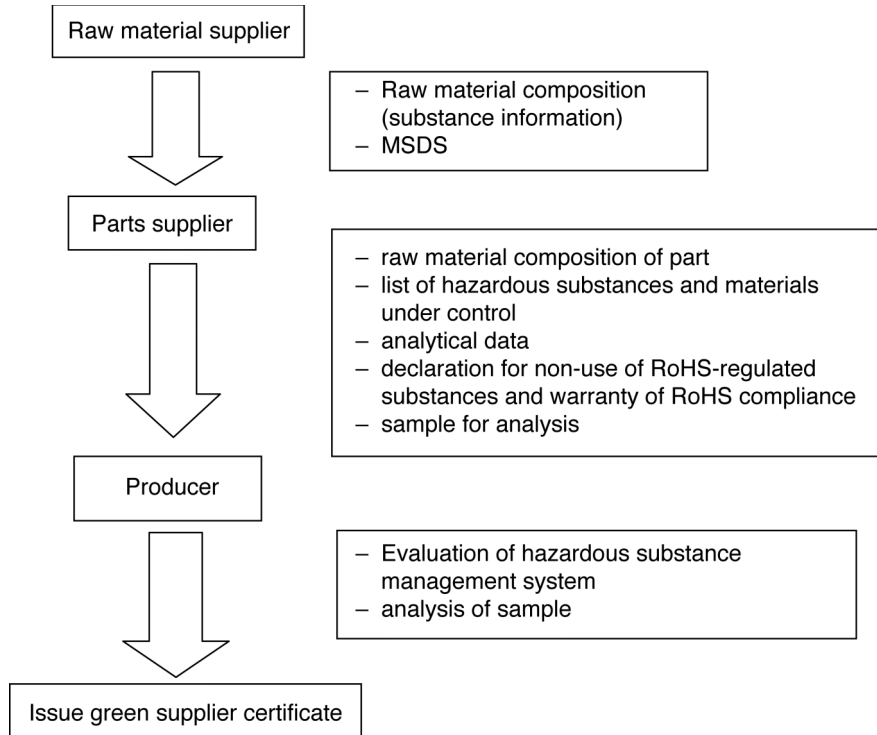 Raw material supplier
– Raw material composition
(substance information)
– MSDS
Parts supplier
– raw material composition of part
– list of hazardous substances and materials
under control
– analytical data
– declaration for non-use of RoHS-regulated
substances and warranty of RoHS compliance
– sample for analysis
Producer
– Evaluation of hazardous substance
management system
– analysis of sample
Issue green supplier certificate